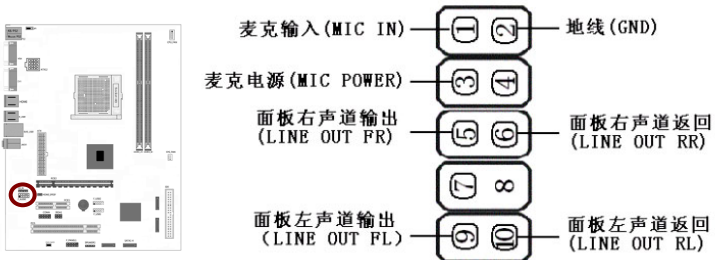 麦克输入(MIC IN)
1 2
地线(GND)
麦克电源(MIC POWER)
3 4
面板右声道输出
(LINE OUT FR)
5 6
面板右声道返回
(LINE OUT RR)
7 8
面板左声道输出
(LINE OUT FL)
9 10
面板左声道返回
(LINE OUT RL)